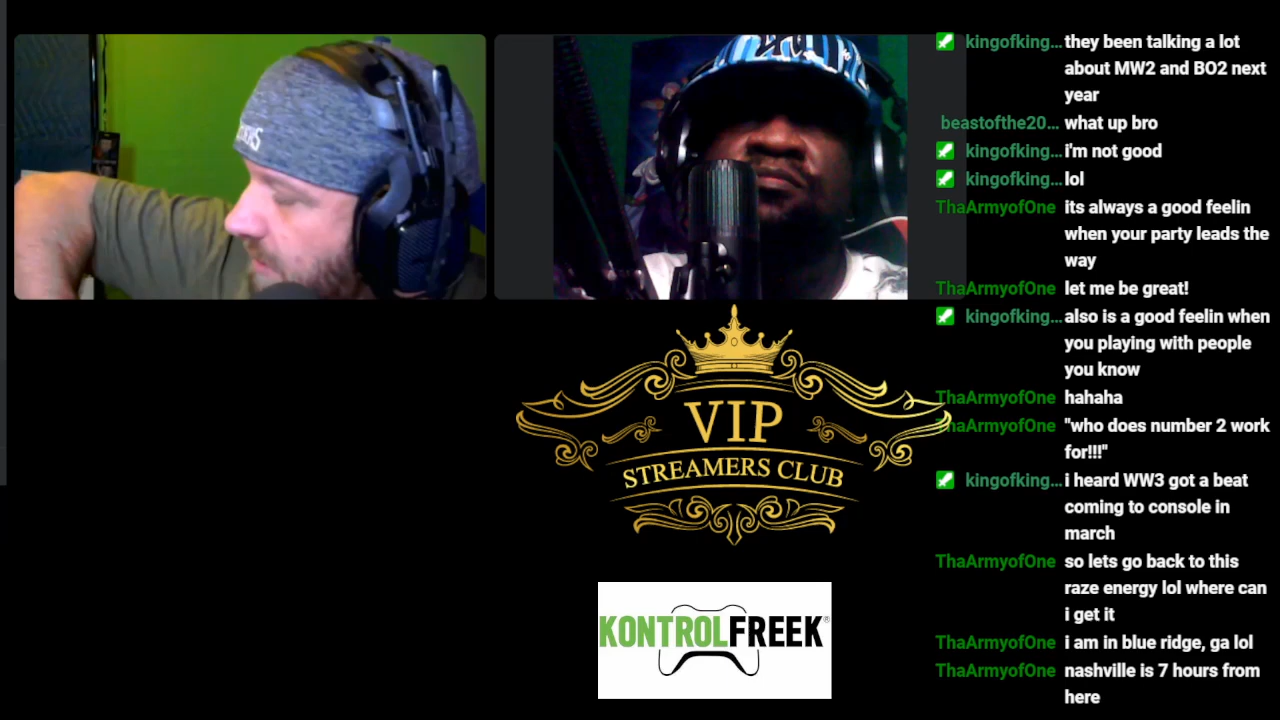 kingofking… they been talking a lot
about MW2 and BO2 next
year
beastofthe20… what up bro
kingofking… i'm not good
kingofking… lol
ThaArmyofOne its always a good feelin
when your party leads the
way
ThaArmyofOne let me be great!
kingofking… also is a good feelin when
you playing with people
you know
ThaArmyofOne hahaha
ThaArmyofOne "who does number 2 work
for!!!"
kingofking… i heard WW3 got a beat
coming to console in
march
ThaArmyofOne so lets go back to this
raze energy lol where can
i get it
ThaArmyofOne i am in blue ridge, ga lol
ThaArmyofOne nashville is 7 hours from
here
VIP
STREAMERS CLUB
KONTROLFREEK®